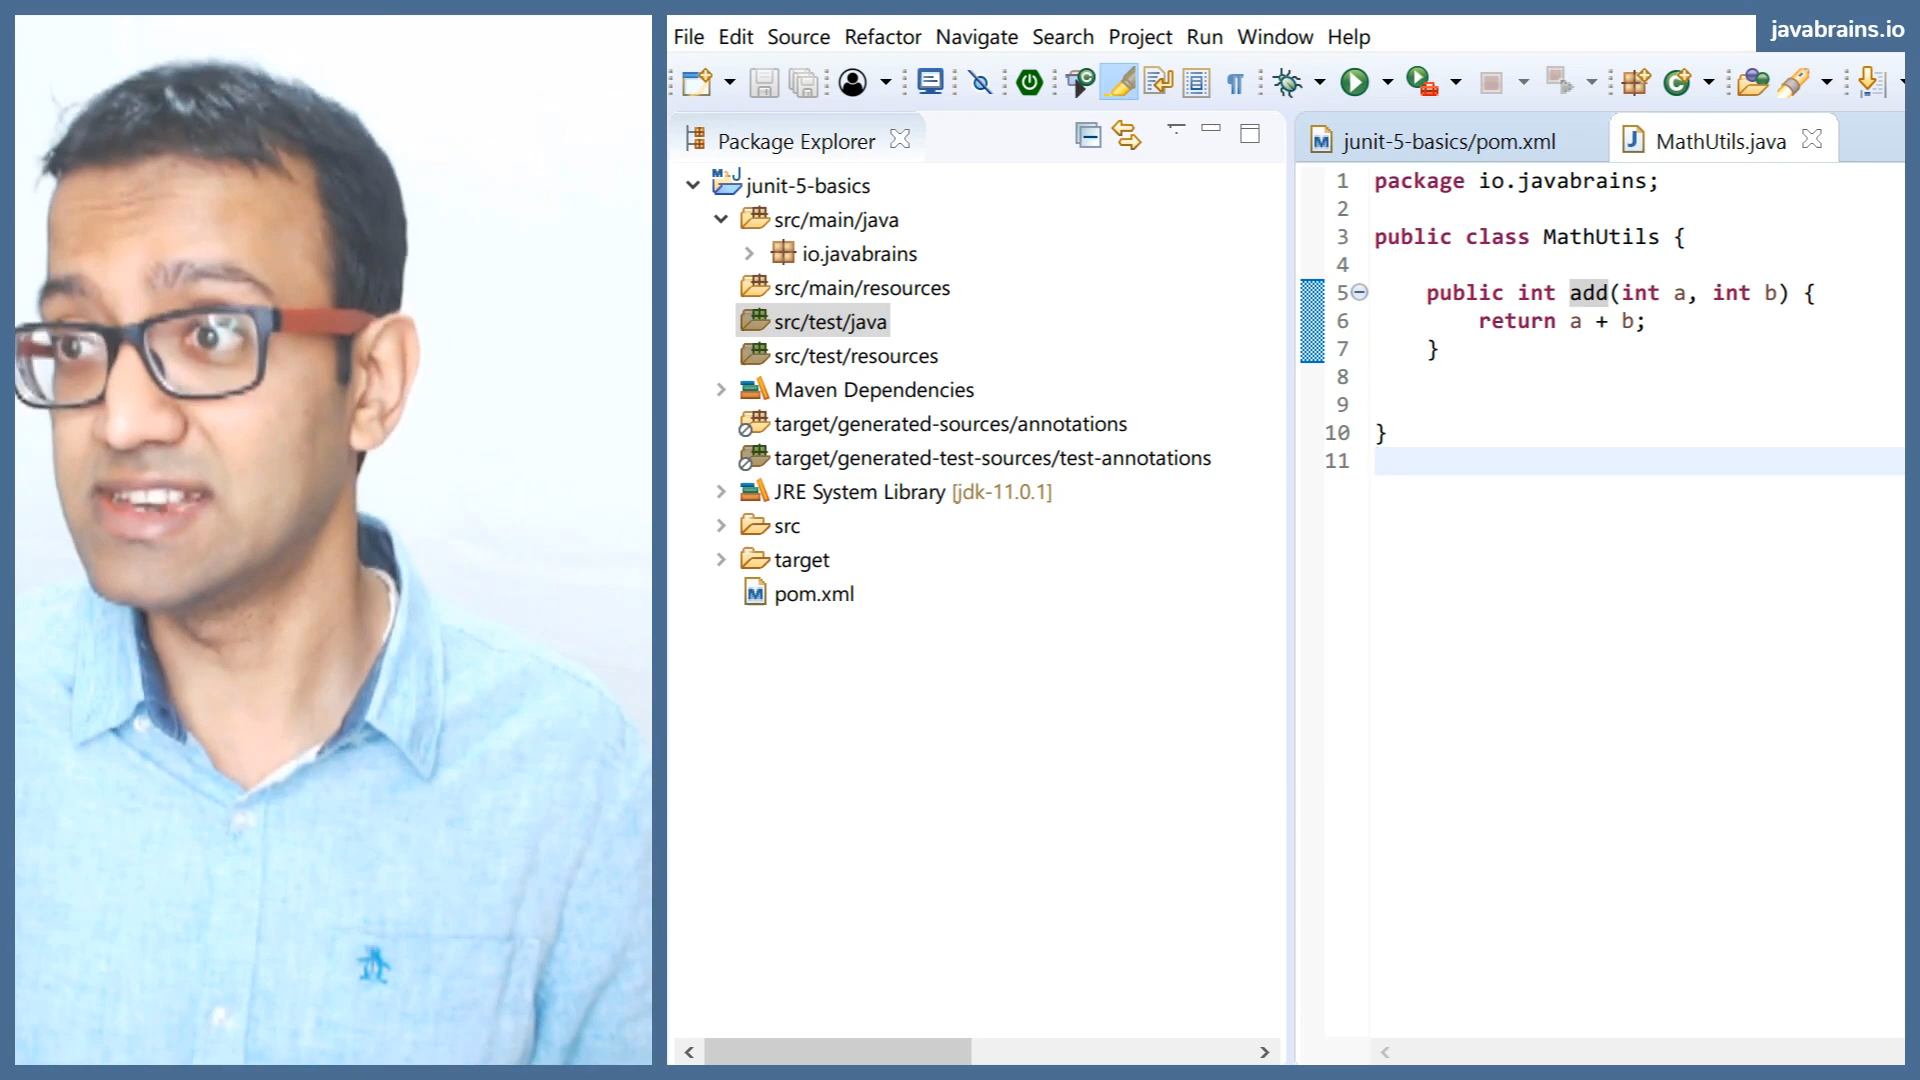 javabrains.io
File Edit Source Refactor Navigate Search Project Run Window Help
Package Explorer
junit-5-basics
src/main/java
io.javabrains
src/main/resources
src/test/java
src/test/resources
Maven Dependencies
target/generated-sources/annotations
target/generated-test-sources/test-annotations
JRE System Library [jdk-11.0.1]
src
target
pom.xml
junit-5-basics/pom.xml MathUtils.java
1 package io.javabrains;
2
3 public class MathUtils {
4
5 public int add(int a, int b) {
6 return a + b;
7 }
8
9
10 }
11